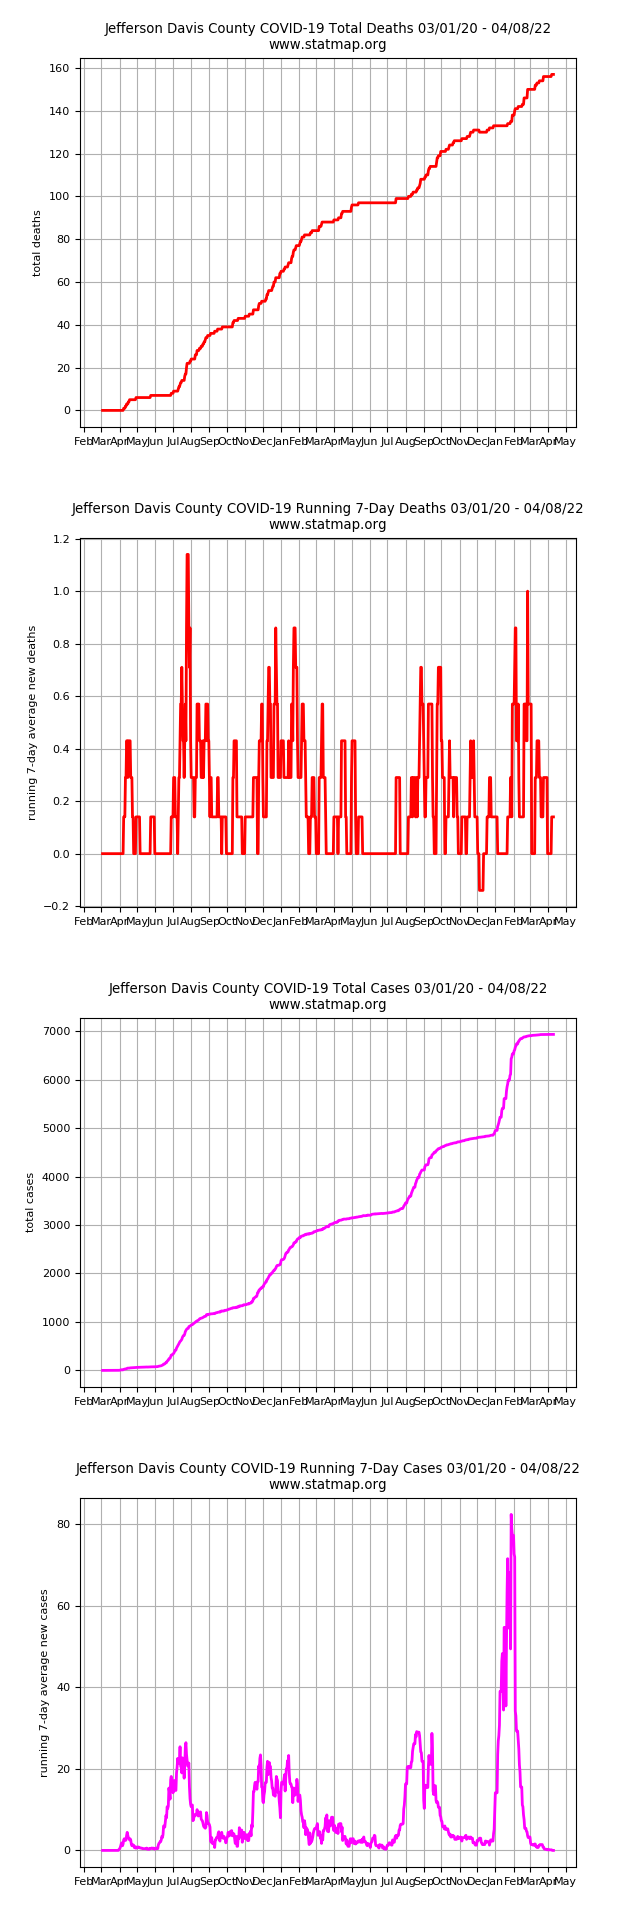 Jefferson Davis County COVID-19 Total Deaths 03/01/20 - 04/08/22
www.statmap.org
160
140
120
100
80
60
40
20
0
total deaths
Feb Mar Apr May Jun Jul Aug Sep Oct Nov Dec Jan Feb Mar Apr May Jun Jul Aug Sep Oct Nov Dec Jan Feb Mar Apr May
Jefferson Davis County COVID-19 Running 7-Day Deaths 03/01/20 - 04/08/22
www.statmap.org
1.2
1.0
0.8
0.6
0.4
0.2
0.0
−0.2
running 7-day average new deaths
Feb Mar Apr May Jun Jul Aug Sep Oct Nov Dec Jan Feb Mar Apr May Jun Jul Aug Sep Oct Nov Dec Jan Feb Mar Apr May
Jefferson Davis County COVID-19 Total Cases 03/01/20 - 04/08/22
www.statmap.org
7000
6000
5000
4000
3000
2000
1000
0
total cases
Feb Mar Apr May Jun Jul Aug Sep Oct Nov Dec Jan Feb Mar Apr May Jun Jul Aug Sep Oct Nov Dec Jan Feb Mar Apr May
Jefferson Davis County COVID-19 Running 7-Day Cases 03/01/20 - 04/08/22
www.statmap.org
80
60
40
20
0
running 7-day average new cases
Feb Mar Apr May Jun Jul Aug Sep Oct Nov Dec Jan Feb Mar Apr May Jun Jul Aug Sep Oct Nov Dec Jan Feb Mar Apr May